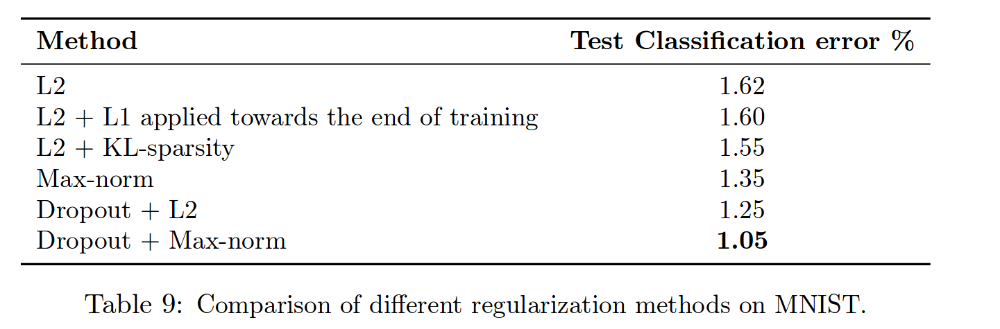 Method Test Classification error %
L2 1.62
L2 + L1 applied towards the end of training 1.60
L2 + KL-sparsity 1.55
Max-norm 1.35
Dropout + L2 1.25
Dropout + Max-norm 1.05
Table 9: Comparison of different regularization methods on MNIST.